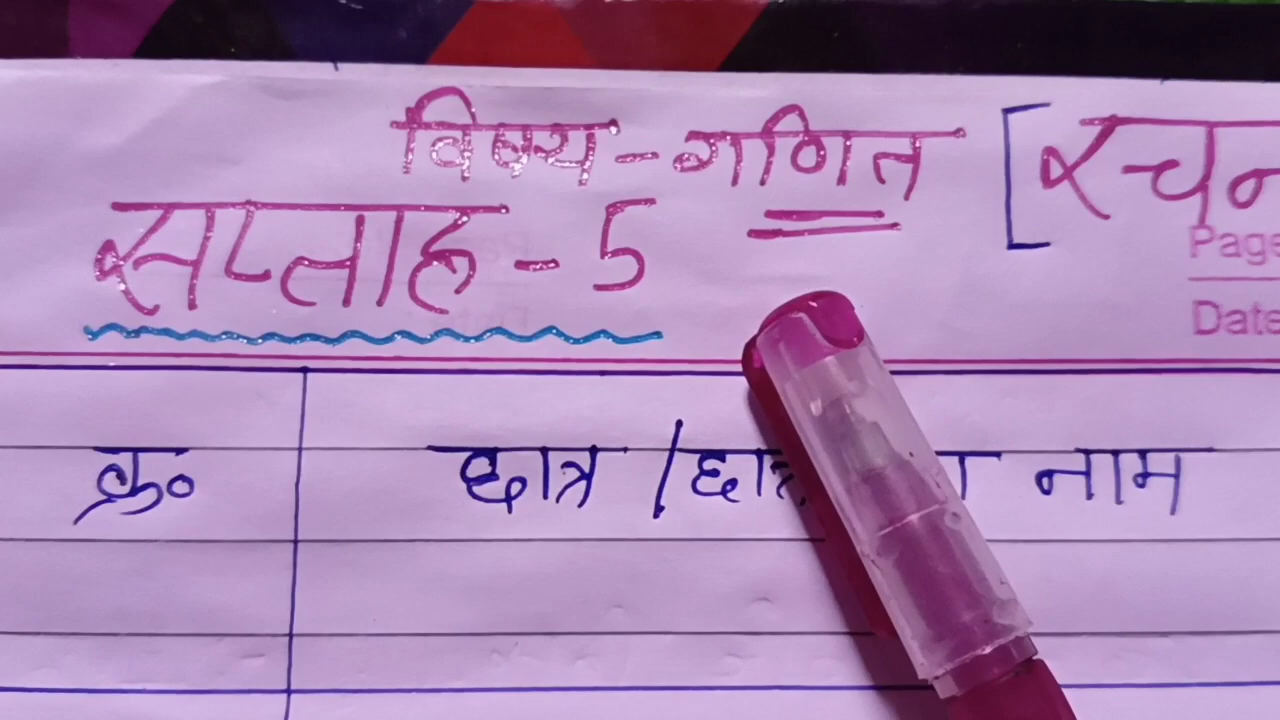 विषय - गणित [रचन
सप्ताह - 5
Page
Date
क्र० छात्र / छात्र नाम